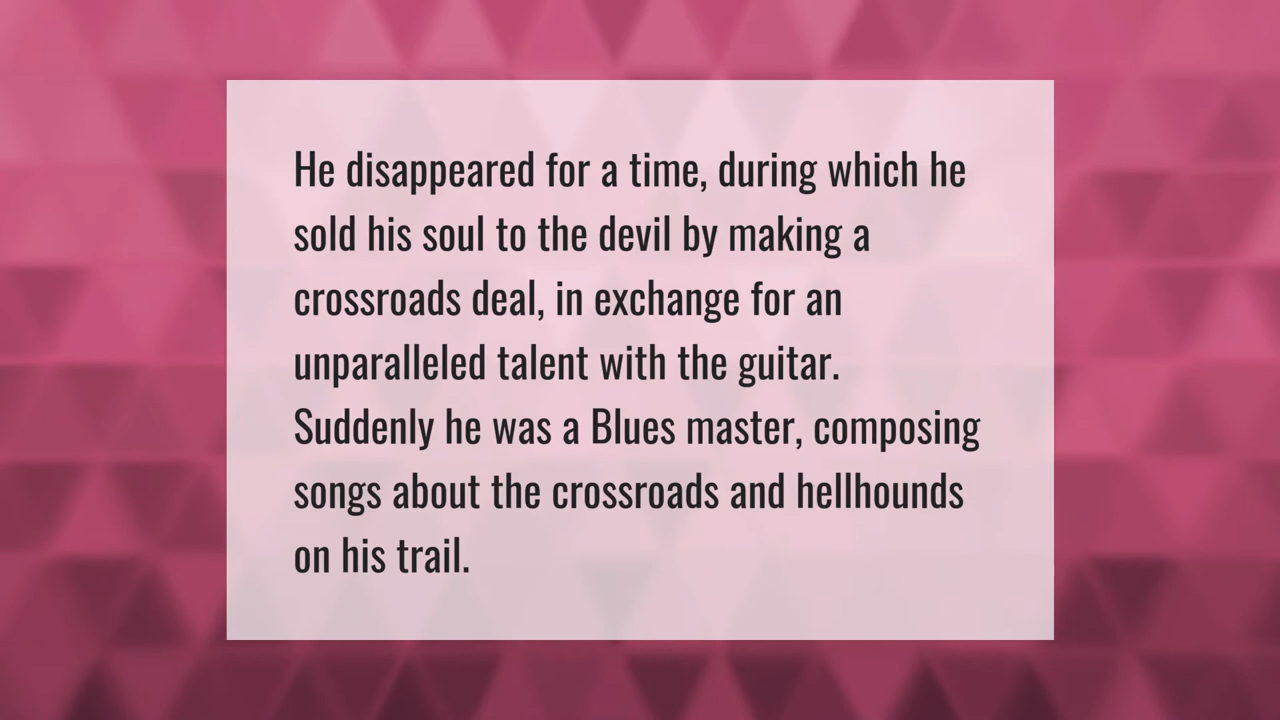 He disappeared for a time, during which he
sold his soul to the devil by making a
crossroads deal, in exchange for an
unparalleled talent with the guitar.
Suddenly he was a Blues master, composing
songs about the crossroads and hellhounds
on his trail.